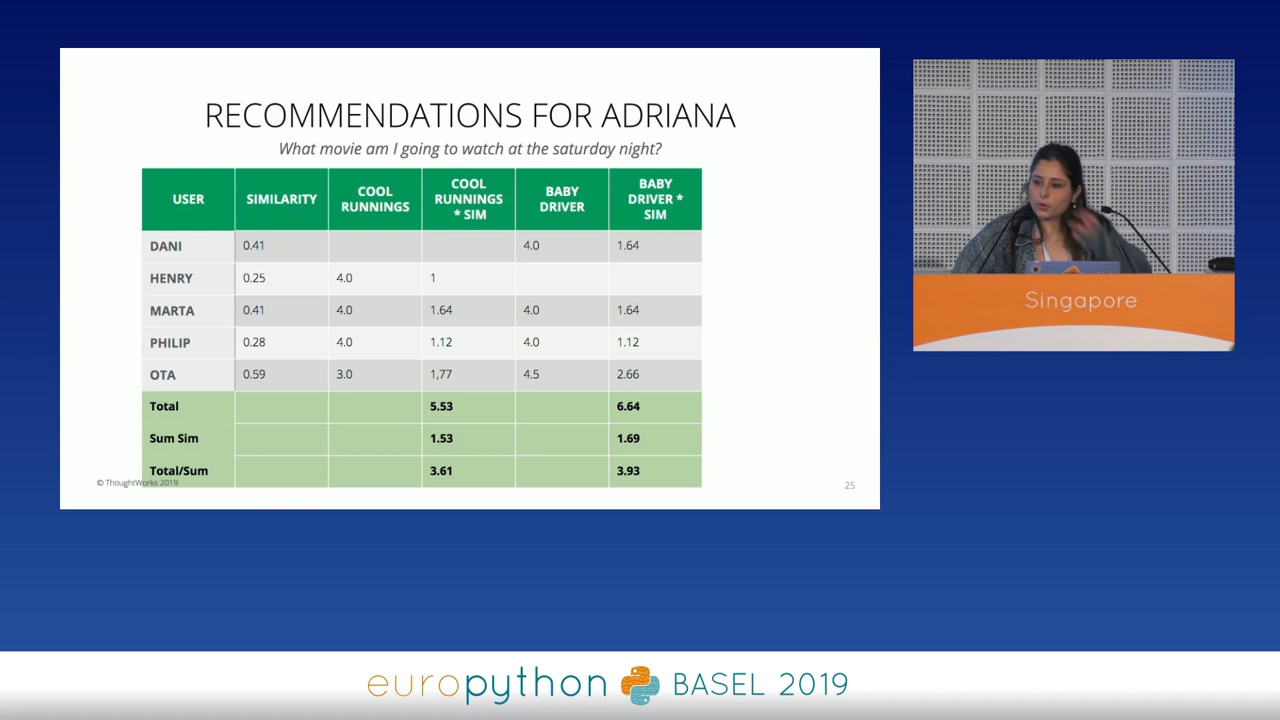 RECOMMENDATIONS FOR ADRIANA
What movie am I going to watch at the saturday night?
USER SIMILARITY COOL RUNNINGS COOL RUNNINGS * SIM BABY DRIVER BABY DRIVER * SIM
DANI 0.41 4.0 1.64
HENRY 0.25 4.0 1
MARTA 0.41 4.0 1.64 4.0 1.64
PHILIP 0.28 4.0 1.12 4.0 1.12
OTA 0.59 3.0 1,77 4.5 2.66
Total 5.53 6.64
Sum Sim 1.53 1.69
Total/Sum 3.61 3.93
© ThoughtWorks 2019
25
Singapore
europython BASEL 2019